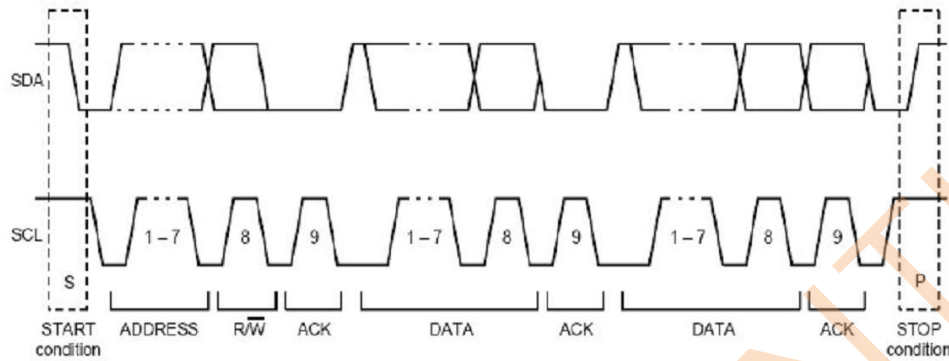 SDA
SCL
1 – 7 8 9 1 – 7 8 9 1 – 7 8 9
S P
START ADDRESS R/W̅ ACK DATA ACK DATA ACK STOP
condition condition